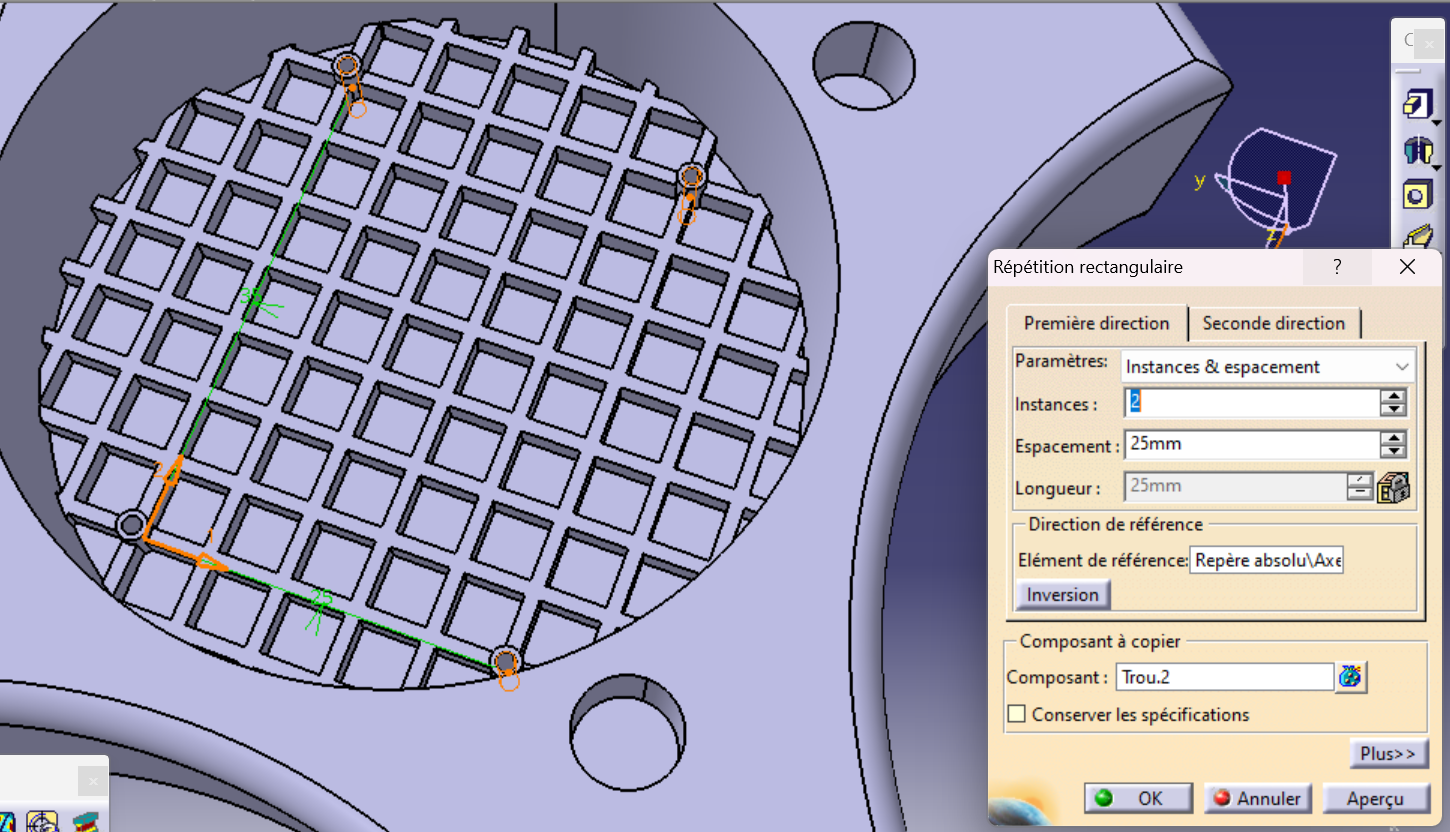 Répétition rectangulaire
?
Première direction
Seconde direction
Paramètres:
Instances & espacement
Instances :
2
Espacement :
25mm
Longueur :
25mm
Direction de référence
Elément de référence:
Repère absolu\Axe
Inversion
Composant à copier
Composant :
Trou.2
Conserver les spécifications
Plus>>
OK
Annuler
Aperçu
y
z
2
1
25
C